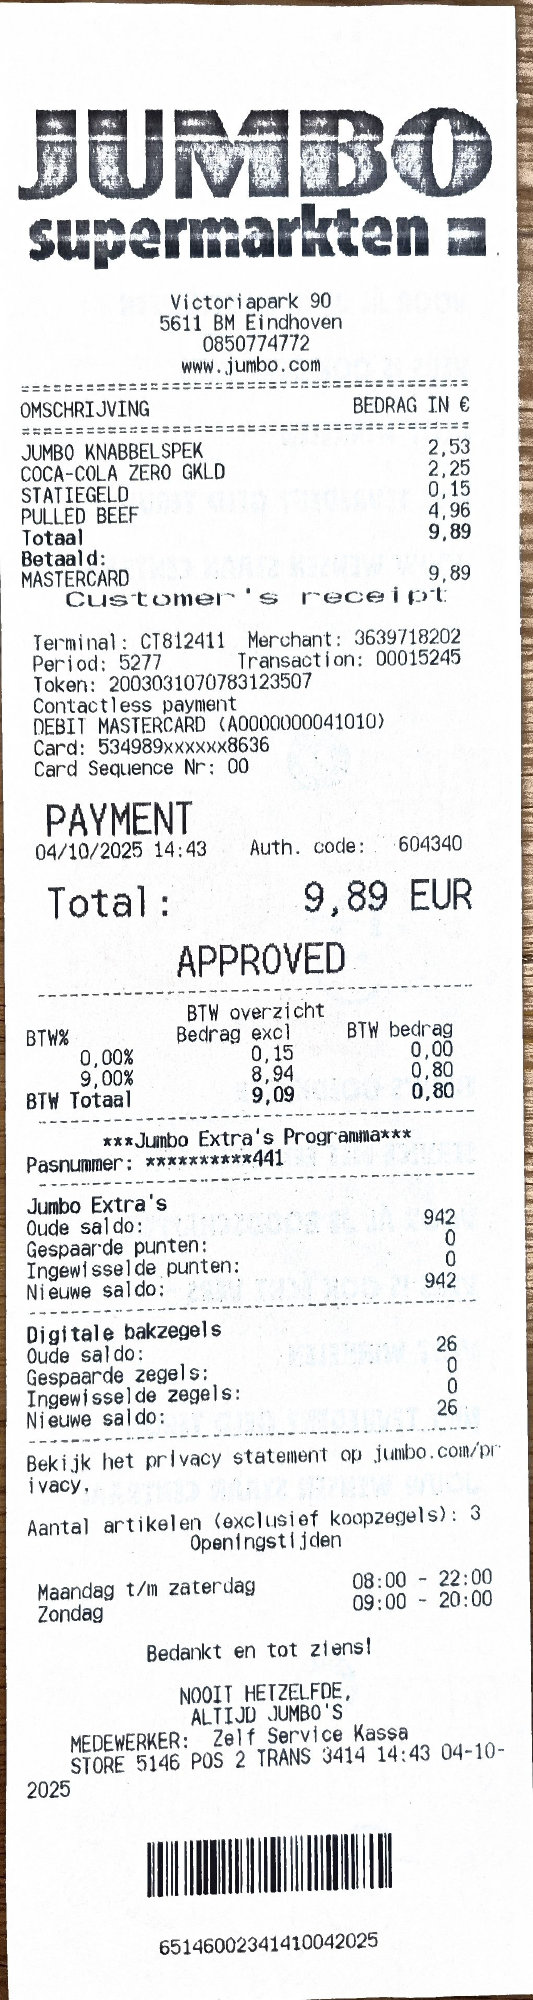 JUMBO
supermarkten
Victoriapark 90
5611 BM Eindhoven
0850774772
www.jumbo.com
============================================
OMSCHRIJVING BEDRAG IN €
============================================
JUMBO KNABBELSPEK 2,53
COCA-COLA ZERO GKLD 2,25
STATIEGELD 0,15
PULLED BEEF 4,96
Totaal 9,89
Betaald:
MASTERCARD 9,89
Customer's receipt
Terminal: CT812411 Merchant: 3639718202
Period: 5277 Transaction: 00015245
Token: 2003031070783123507
Contactless payment
DEBIT MASTERCARD (A0000000041010)
Card: 534989xxxxxx8636
Card Sequence Nr: 00
PAYMENT
04/10/2025 14:43 Auth. code: 604340
Total: 9,89 EUR
APPROVED
--------------------------------------------
BTW overzicht
BTW% Bedrag excl BTW bedrag
0,00% 0,15 0,00
9,00% 8,94 0,80
BTW Totaal 9,09 0,80
--------------------------------------------
***Jumbo Extra's Programma***
Pasnummer: **********441
--------------------------------------------
Jumbo Extra's
Oude saldo: 942
Gespaarde punten: 0
Ingewisselde punten: 0
Nieuwe saldo: 942
--------------------------------------------
Digitale bakzegels
Oude saldo: 26
Gespaarde zegels: 0
Ingewisselde zegels: 0
Nieuwe saldo: 26
--------------------------------------------
Bekijk het privacy statement op jumbo.com/pr
ivacy.
Aantal artikelen (exclusief koopzegels): 3
Openingstijden
Maandag t/m zaterdag 08:00 - 22:00
Zondag 09:00 - 20:00
Bedankt en tot ziens!
NOOIT HETZELFDE,
ALTIJD JUMBO'S
MEDEWERKER: Zelf Service Kassa
STORE 5146 POS 2 TRANS 3414 14:43 04-10-
2025
65146002341410042025